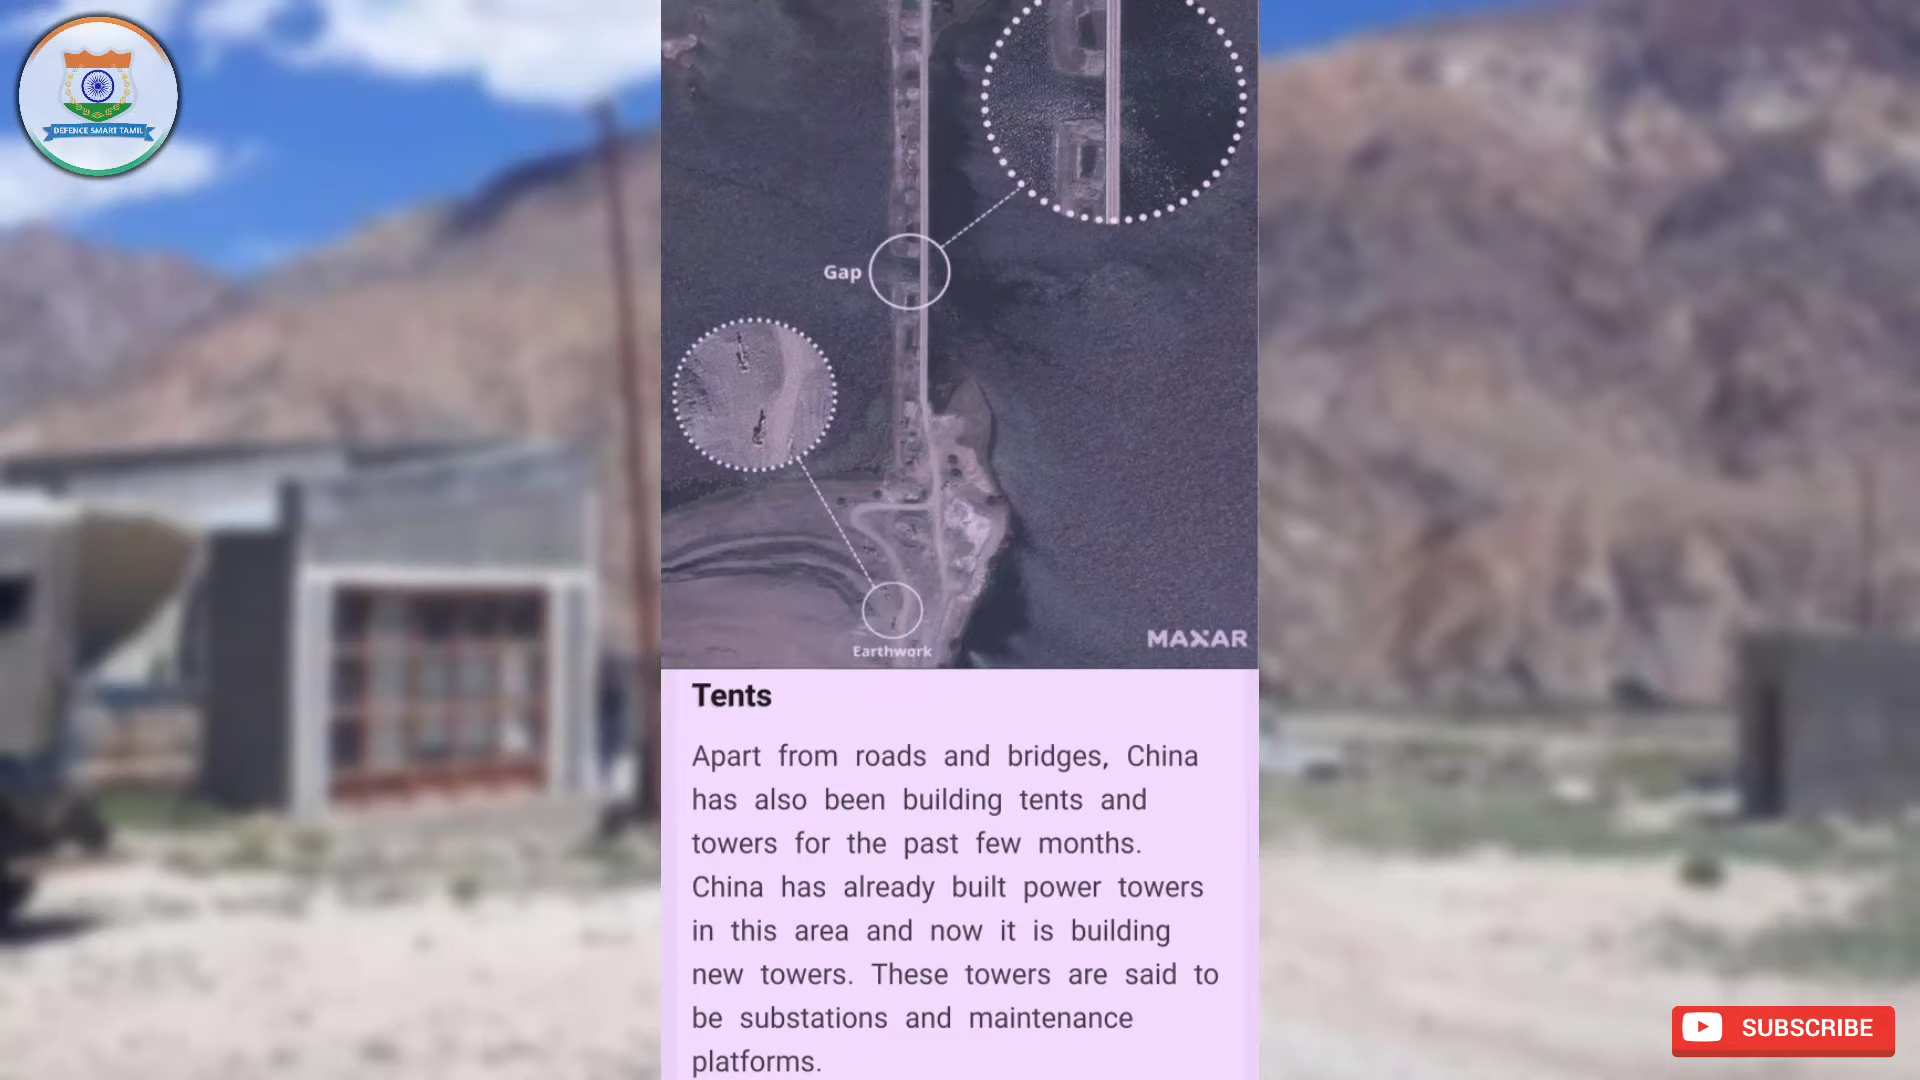 DEFENCE SMART TAMIL
Gap
Earthwork
MAXAR
Tents
Apart from roads and bridges, China
has also been building tents and
towers for the past few months.
China has already built power towers
in this area and now it is building
new towers. These towers are said to
be substations and maintenance
platforms.
SUBSCRIBE